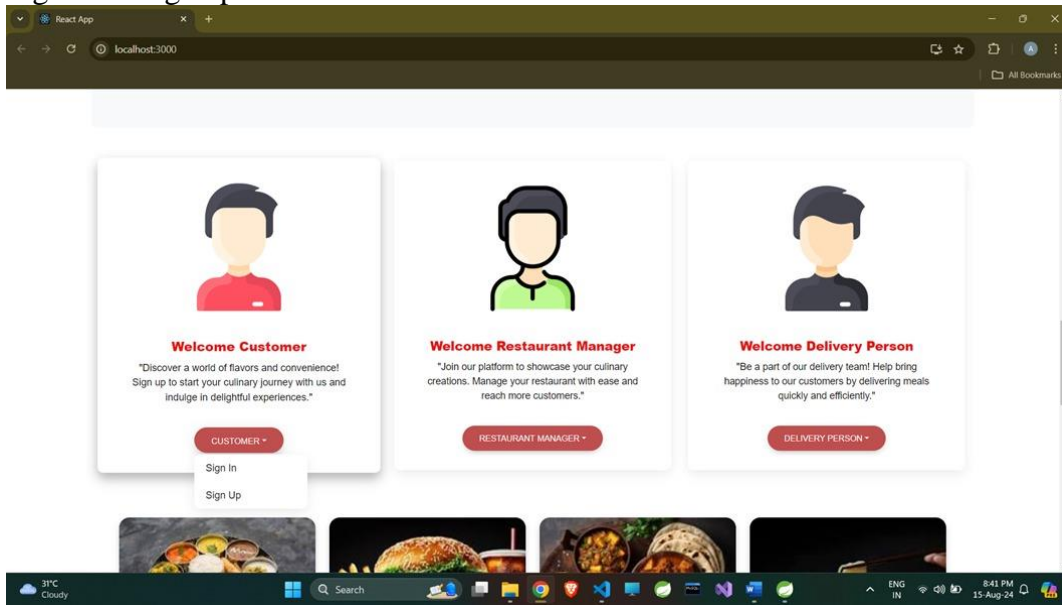 React App
localhost:3000
All Bookmarks
Welcome Customer
"Discover a world of flavors and convenience!
Sign up to start your culinary journey with us and
indulge in delightful experiences."
CUSTOMER
Sign In
Sign Up
Welcome Restaurant Manager
"Join our platform to showcase your culinary
creations. Manage your restaurant with ease and
reach more customers."
RESTAURANT MANAGER
Welcome Delivery Person
"Be a part of our delivery team! Help bring
happiness to our customers by delivering meals
quickly and efficiently."
DELIVERY PERSON
31°C
Cloudy
Search
ENG
IN
8:41 PM
15-Aug-24